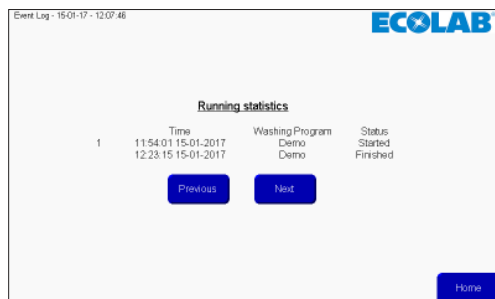 Event Log - 15-01-17 - 12:07:46
ECOLAB®
Running statistics
Time Washing Program Status
1 11:54:01 15-01-2017 Demo Started
12:23:15 15-01-2017 Demo Finished
Previous Next
Home